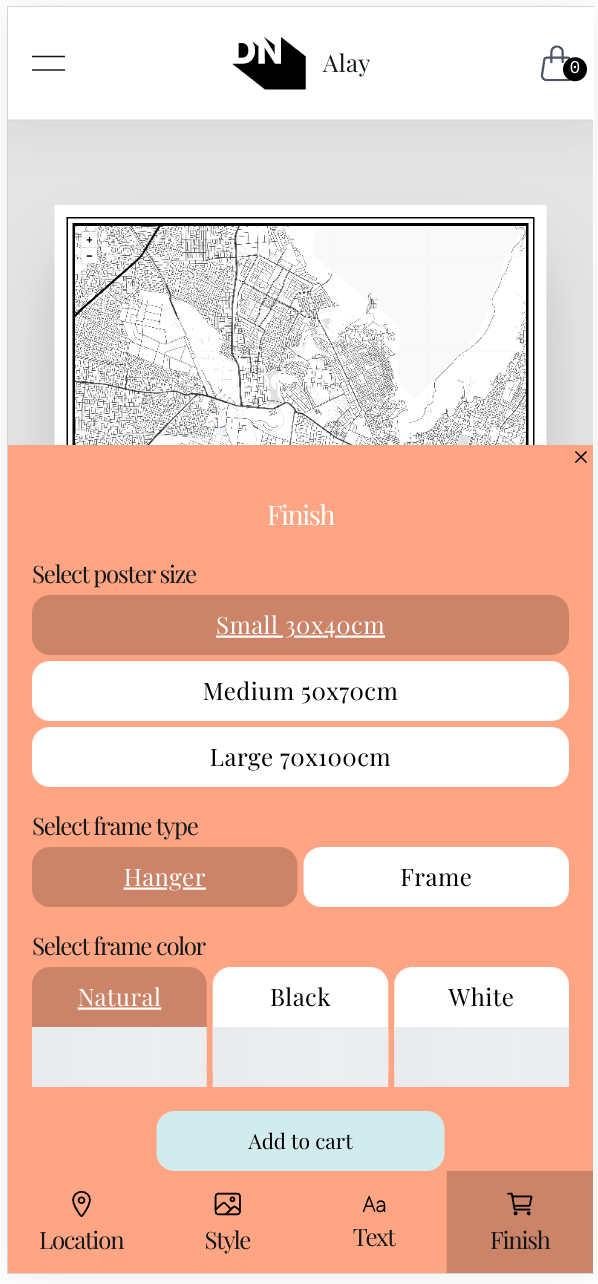 DN
Alay
0
+
−
Finish
Select poster size
Small 30x40cm
Medium 50x70cm
Large 70x100cm
Select frame type
Hanger
Frame
Select frame color
Natural
Black
White
Add to cart
Location
Style
Aa
Text
Finish